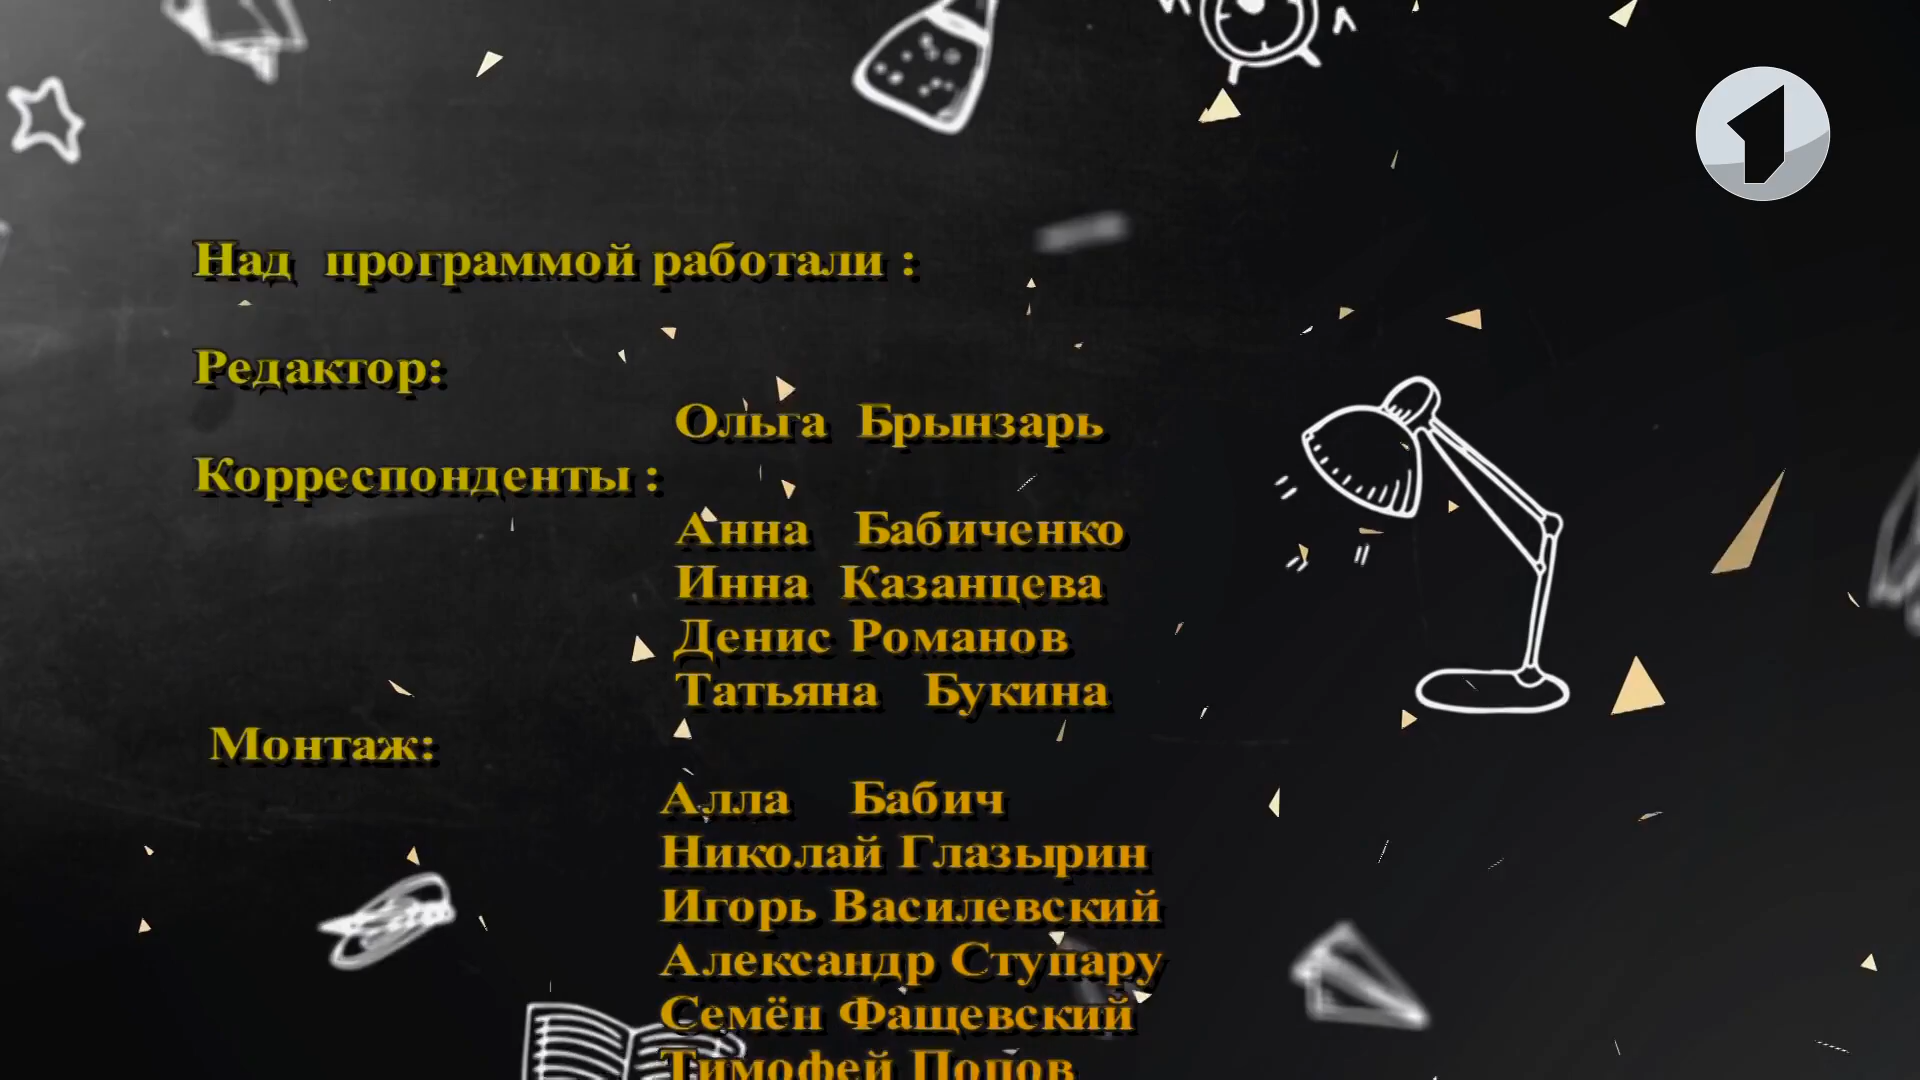 Над программой работали :
Редактор:
Ольга Брынзарь
Корреспонденты :
Анна Бабиченко
Инна Казанцева
Денис Романов
Татьяна Букина
Монтаж:
Алла Бабич
Николай Глазырин
Игорь Василевский
Александр Ступару
Семён Фащевский
Тимофей Попов
1